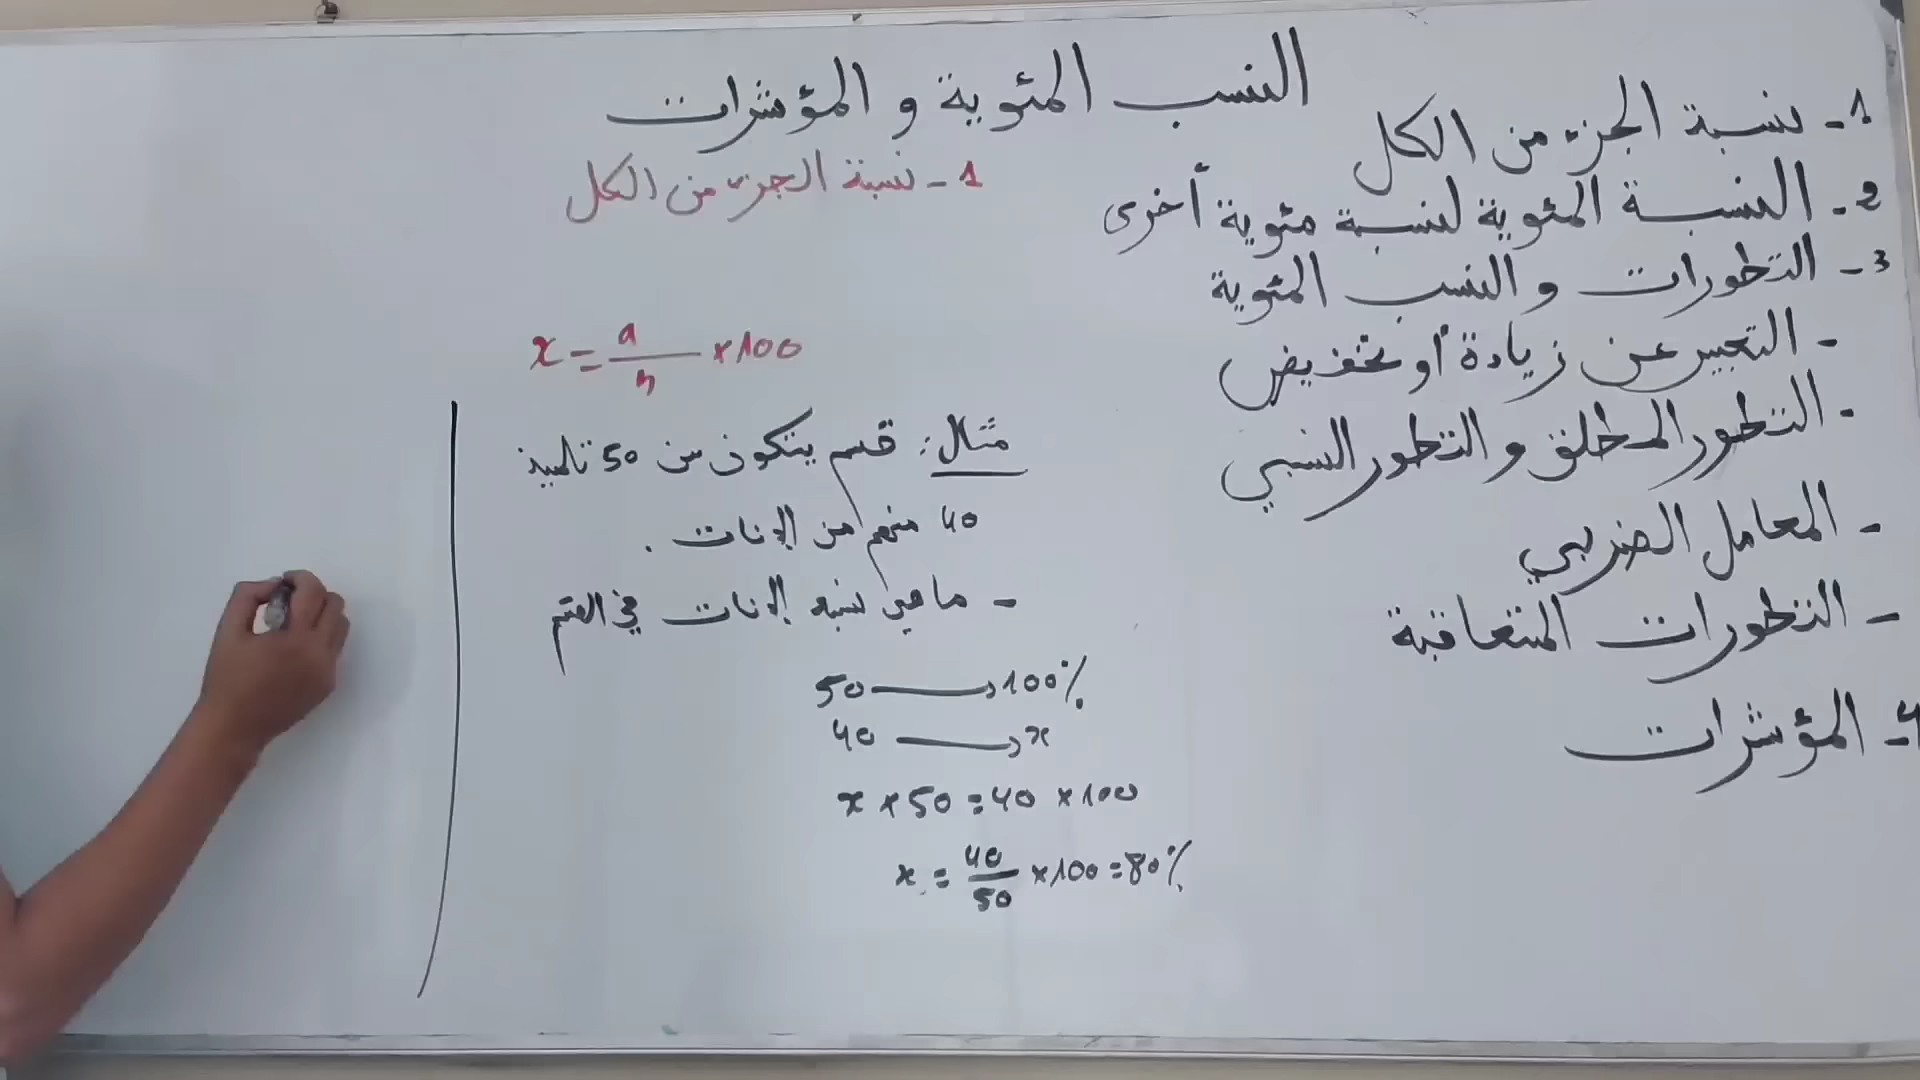 النسب المئوية و المؤشرات
1- نسبة الجزء من الكل
2- النسبة المئوية لنسبة مئوية أخرى
3- التطورات و النسب المئوية
- التعبير عن زيادة أو تخفيض
- التطور المطلق و التطور النسبي
- المعامل الضربي
- التطورات المتعاقبة
4- المؤشرات
1- نسبة الجزء من الكل
x = a/n × 100
مثال: قسم يتكون من 50 تلميذ
40 منهم من الإناث .
- ما هي نسبة الإناث في القسم
50 → 100%
40 → x
x × 50 = 40 × 100
x = 40/50 × 100 = 80%